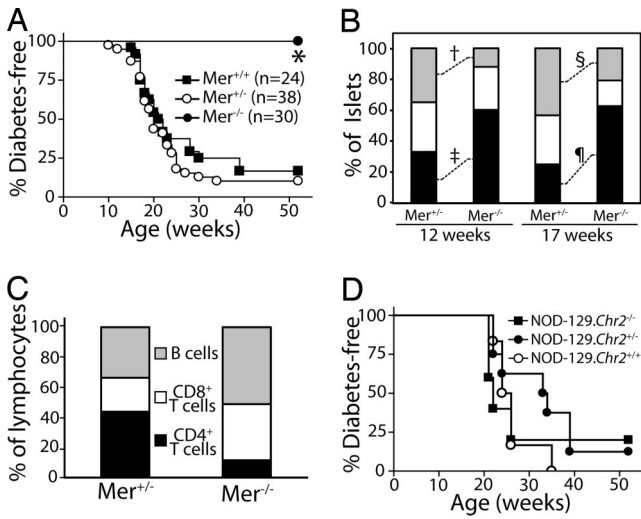 A
% Diabetes-free
100
75
50
25
0
0 10 20 30 40 50
Age (weeks)
*
Mer+/+ (n=24)
Mer+/- (n=38)
Mer-/- (n=30)
B
% of Islets
100
80
60
40
20
0
†
‡
§
¶
Mer+/- Mer-/- Mer+/- Mer-/-
12 weeks 17 weeks
C
% of lymphocytes
100
80
60
40
20
0
B cells
CD8+
T cells
CD4+
T cells
Mer+/- Mer-/-
D
% Diabetes-free
100
75
50
25
0
0 10 20 30 40 50
Age (weeks)
NOD-129.Chr2-/-
NOD-129.Chr2+/-
NOD-129.Chr2+/+